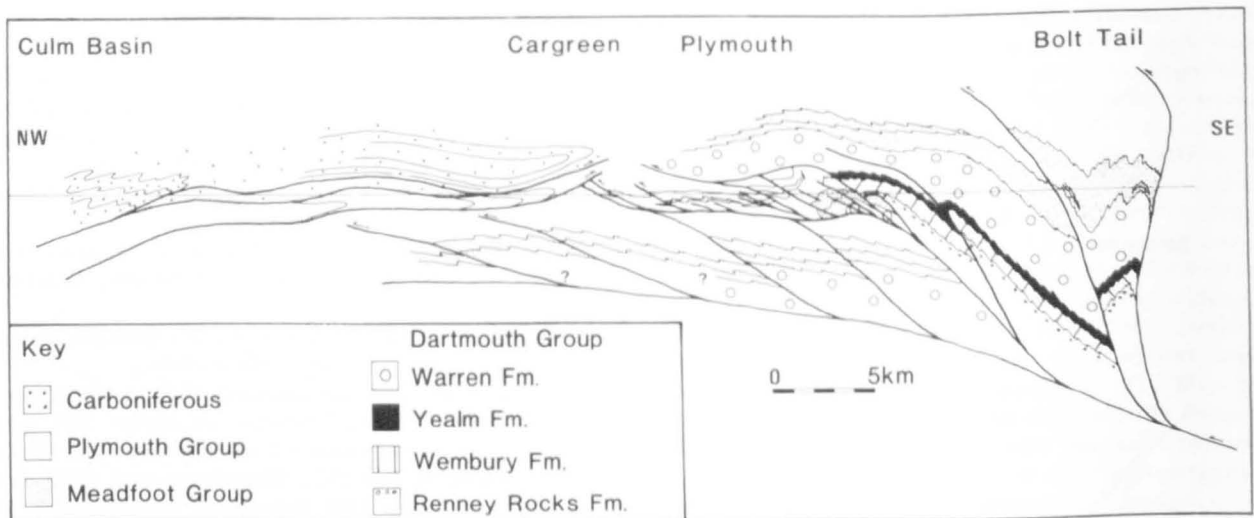 Culm Basin
Cargreen
Plymouth
Bolt Tail
NW
SE
?
?
0 5km
Key
Carboniferous
Plymouth Group
Meadfoot Group
Dartmouth Group
Warren Fm.
Yealm Fm.
Wembury Fm.
Renney Rocks Fm.